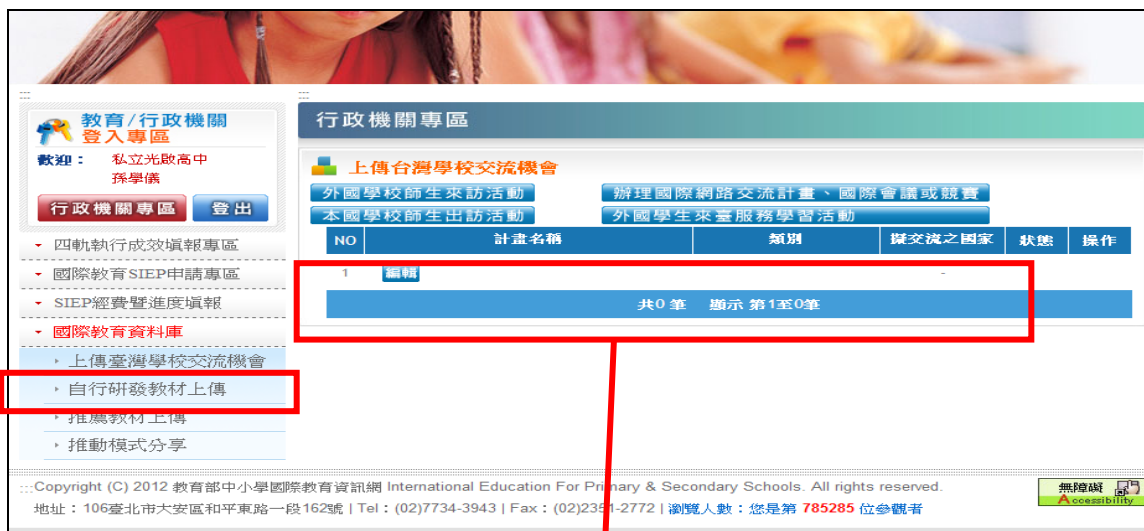 教育/行政機關
登入專區
歡迎： 私立光啟高中
孫學儀
行政機關專區 登出
四軌執行成效填報專區
國際教育SIEP申請專區
SIEP經費暨進度填報
國際教育資料庫
上傳臺灣學校交流機會
自行研發教材上傳
推薦教材上傳
推動模式分享
行政機關專區
上傳台灣學校交流機會
外國學校師生來訪活動 辦理國際網路交流計畫、國際會議或競賽
本國學校師生出訪活動 外國學生來臺服務學習活動
NO 計畫名稱 類別 擬交流之國家 狀態 操作
1 編輯 -
共0 筆 顯示 第1至0筆
:::Copyright (C) 2012 教育部中小學國際教育資訊網 International Education For Primary & Secondary Schools. All rights reserved.
地址：106臺北市大安區和平東路一段162號 | Tel：(02)7734-3943 | Fax：(02)2351-2772 | 瀏覽人數：您是第 785285 位參觀者
無障礙
Accessibility